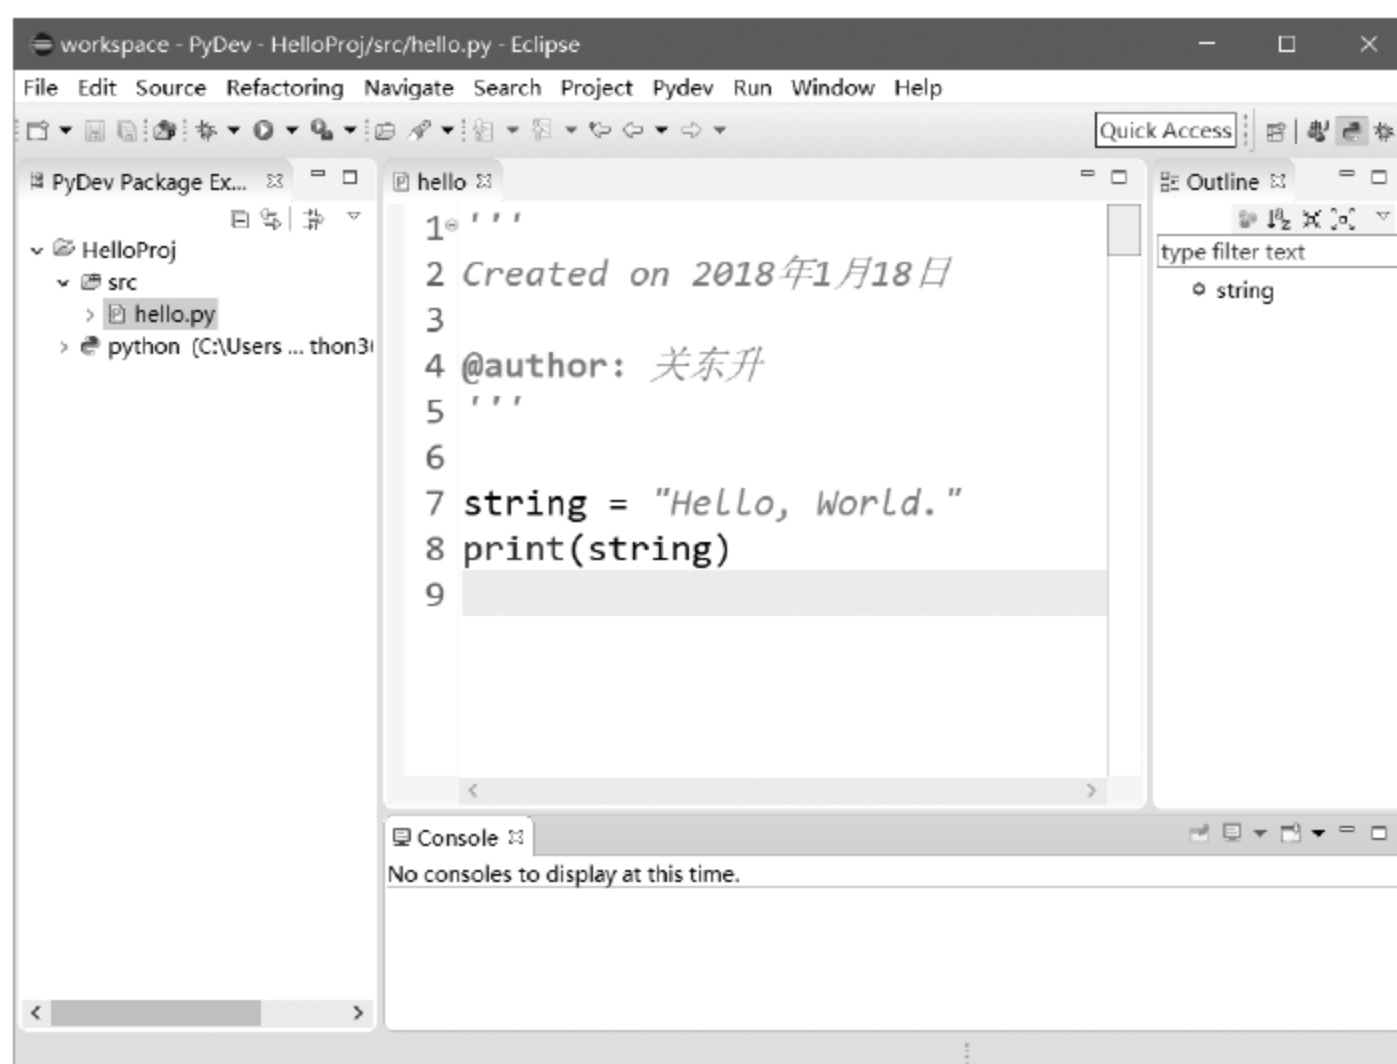 workspace - PyDev - HelloProj/src/hello.py - Eclipse
File Edit Source Refactoring Navigate Search Project Pydev Run Window Help
Quick Access
PyDev Package Ex...
HelloProj
src
hello.py
python (C:\Users ... thon3
hello
1 '''
2 Created on 2018年1月18日
3
4 @author: 关东升
5 '''
6
7 string = "Hello, World."
8 print(string)
9
Outline
type filter text
string
Console
No consoles to display at this time.